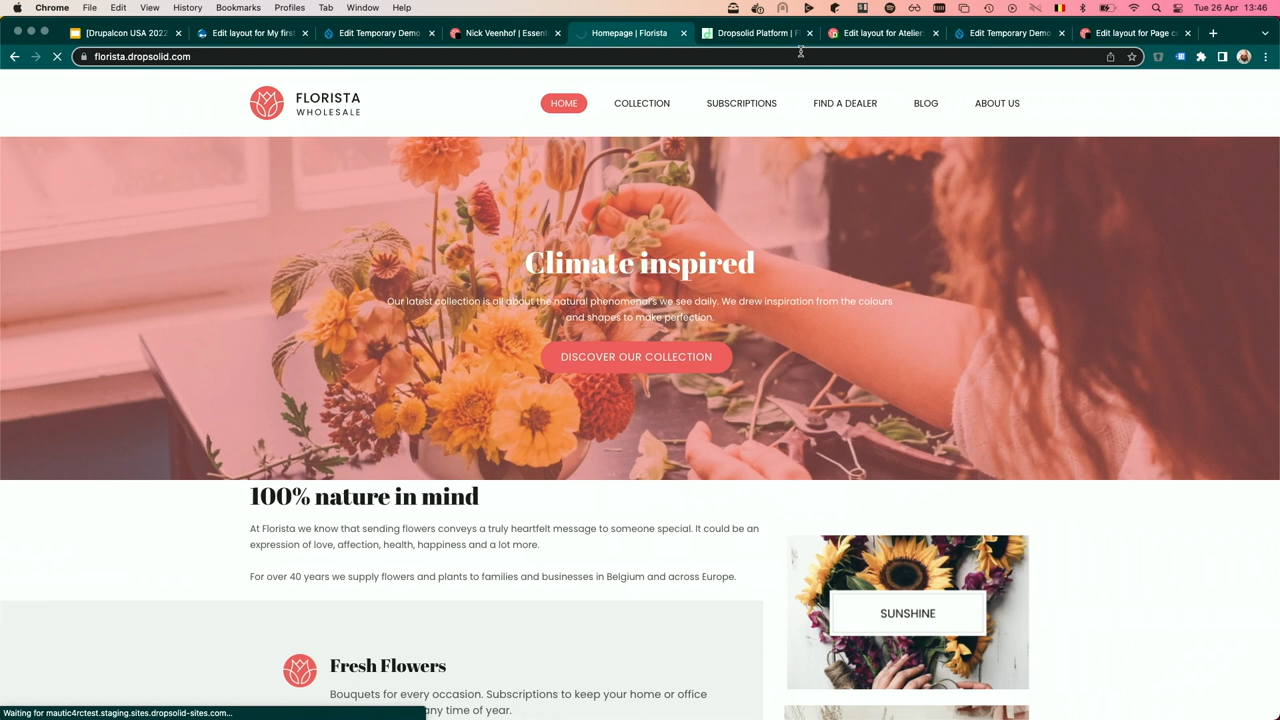 Chrome File Edit View History Bookmarks Profiles Tab Window Help Tue 26 Apr 13:46
[Drupalcon USA 2022 Edit layout for My first Edit Temporary Demo Nick Veenhof | Essen Homepage | Florista Dropsolid Platform | Edit layout for Atelier Edit Temporary Demo Edit layout for Page
florista.dropsolid.com
FLORISTA
WHOLESALE
HOME COLLECTION SUBSCRIPTIONS FIND A DEALER BLOG ABOUT US
Climate inspired
Our latest collection is all about the natural phenomenal's we see daily. We drew inspiration from the colours
and shapes to make perfection.
DISCOVER OUR COLLECTION
100% nature in mind
At Florista we know that sending flowers conveys a truly heartfelt message to someone special. It could be an
expression of love, affection, health, happiness and a lot more.
For over 40 years we supply flowers and plants to families and businesses in Belgium and across Europe.
SUNSHINE
Fresh Flowers
Bouquets for every occasion. Subscriptions to keep your home or office
any time of year.
Waiting for mautic4rctest.staging.sites.dropsolid-sites.com...